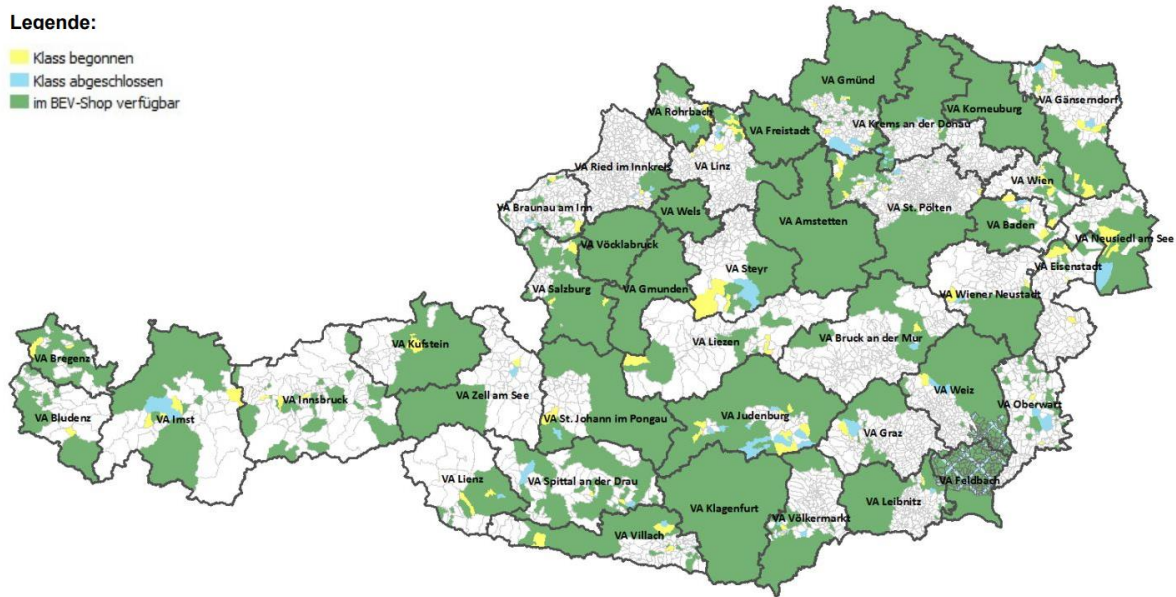 Legende:
Klass begonnen
Klass abgeschlossen
im BEV-Shop verfügbar
VA Gmünd
VA Gänserndorf
VA Rohrbach
VA Korneuburg
VA Krems an der Donau
VA Freistadt
VA Ried im Innkreis
VA Linz
VA Wien
VA Braunau am Inn
VA Wels
VA St. Pölten
VA Amstetten
VA Baden
VA Vöcklabruck
VA Neusiedl am See
VA Steyr
VA Eisenstadt
VA Salzburg
VA Gmunden
VA Wiener Neustadt
VA Bruck an der Mur
VA Liezen
VA Kufstein
VA Bregenz
VA Weiz
VA Innsbruck
VA Zell am See
VA Oberwatt
VA Bludenz
VA Imst
VA St. Johann im Pongau
VA Judenburg
VA Graz
VA Lienz
VA Spittal an der Drau
VA Feldbach
VA Leibnitz
VA Klagenfurt
VA Völkermarkt
VA Villach